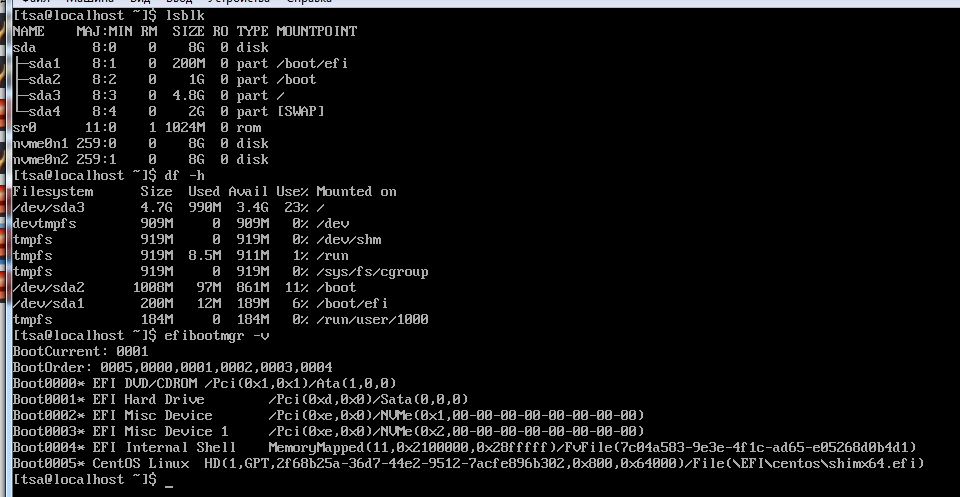 Файл Машина Вид Ввод Устройства Справка
[tsa@localhost ~]$ lsblk
NAME    MAJ:MIN RM  SIZE RO TYPE MOUNTPOINT
sda       8:0    0    8G  0 disk
├─sda1    8:1    0  200M  0 part /boot/efi
├─sda2    8:2    0    1G  0 part /boot
├─sda3    8:3    0  4.8G  0 part /
└─sda4    8:4    0    2G  0 part [SWAP]
sr0      11:0    1 1024M  0 rom
nvme0n1 259:0    0    8G  0 disk
nvme0n2 259:1    0    8G  0 disk
[tsa@localhost ~]$ df -h
Filesystem      Size  Used Avail Use% Mounted on
/dev/sda3       4.7G  990M  3.4G  23% /
devtmpfs        909M     0  909M   0% /dev
tmpfs           919M     0  919M   0% /dev/shm
tmpfs           919M  8.5M  911M   1% /run
tmpfs           919M     0  919M   0% /sys/fs/cgroup
/dev/sda2      1008M   97M  861M  11% /boot
/dev/sda1       200M   12M  189M   6% /boot/efi
tmpfs           184M     0  184M   0% /run/user/1000
[tsa@localhost ~]$ efibootmgr -v
BootCurrent: 0001
BootOrder: 0005,0000,0001,0002,0003,0004
Boot0000* EFI DVD/CDROM /Pci(0x1,0x1)/Ata(1,0,0)
Boot0001* EFI Hard Drive        /Pci(0xd,0x0)/Sata(0,0,0)
Boot0002* EFI Misc Device       /Pci(0xe,0x0)/NVMe(0x1,00-00-00-00-00-00-00-00)
Boot0003* EFI Misc Device 1     /Pci(0xe,0x0)/NVMe(0x2,00-00-00-00-00-00-00-00)
Boot0004* EFI Internal Shell    MemoryMapped(11,0x2100000,0x28fffff)/FvFile(7c04a583-9e3e-4f1c-ad65-e05268d0b4d1)
Boot0005* CentOS Linux  HD(1,GPT,2f68b25a-36d7-44e2-9512-7acfe896b302,0x800,0x64000)/File(\EFI\centos\shimx64.efi)
[tsa@localhost ~]$ _